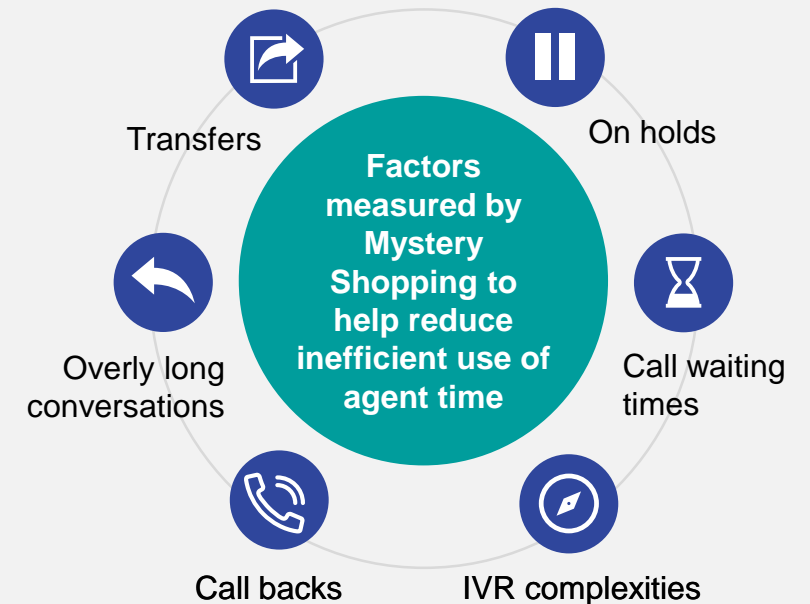 Transfers
On holds
Factors
measured by
Mystery
Shopping to
help reduce
inefficient use of
agent time
Overly long
conversations
Call waiting
times
Call backs
IVR complexities